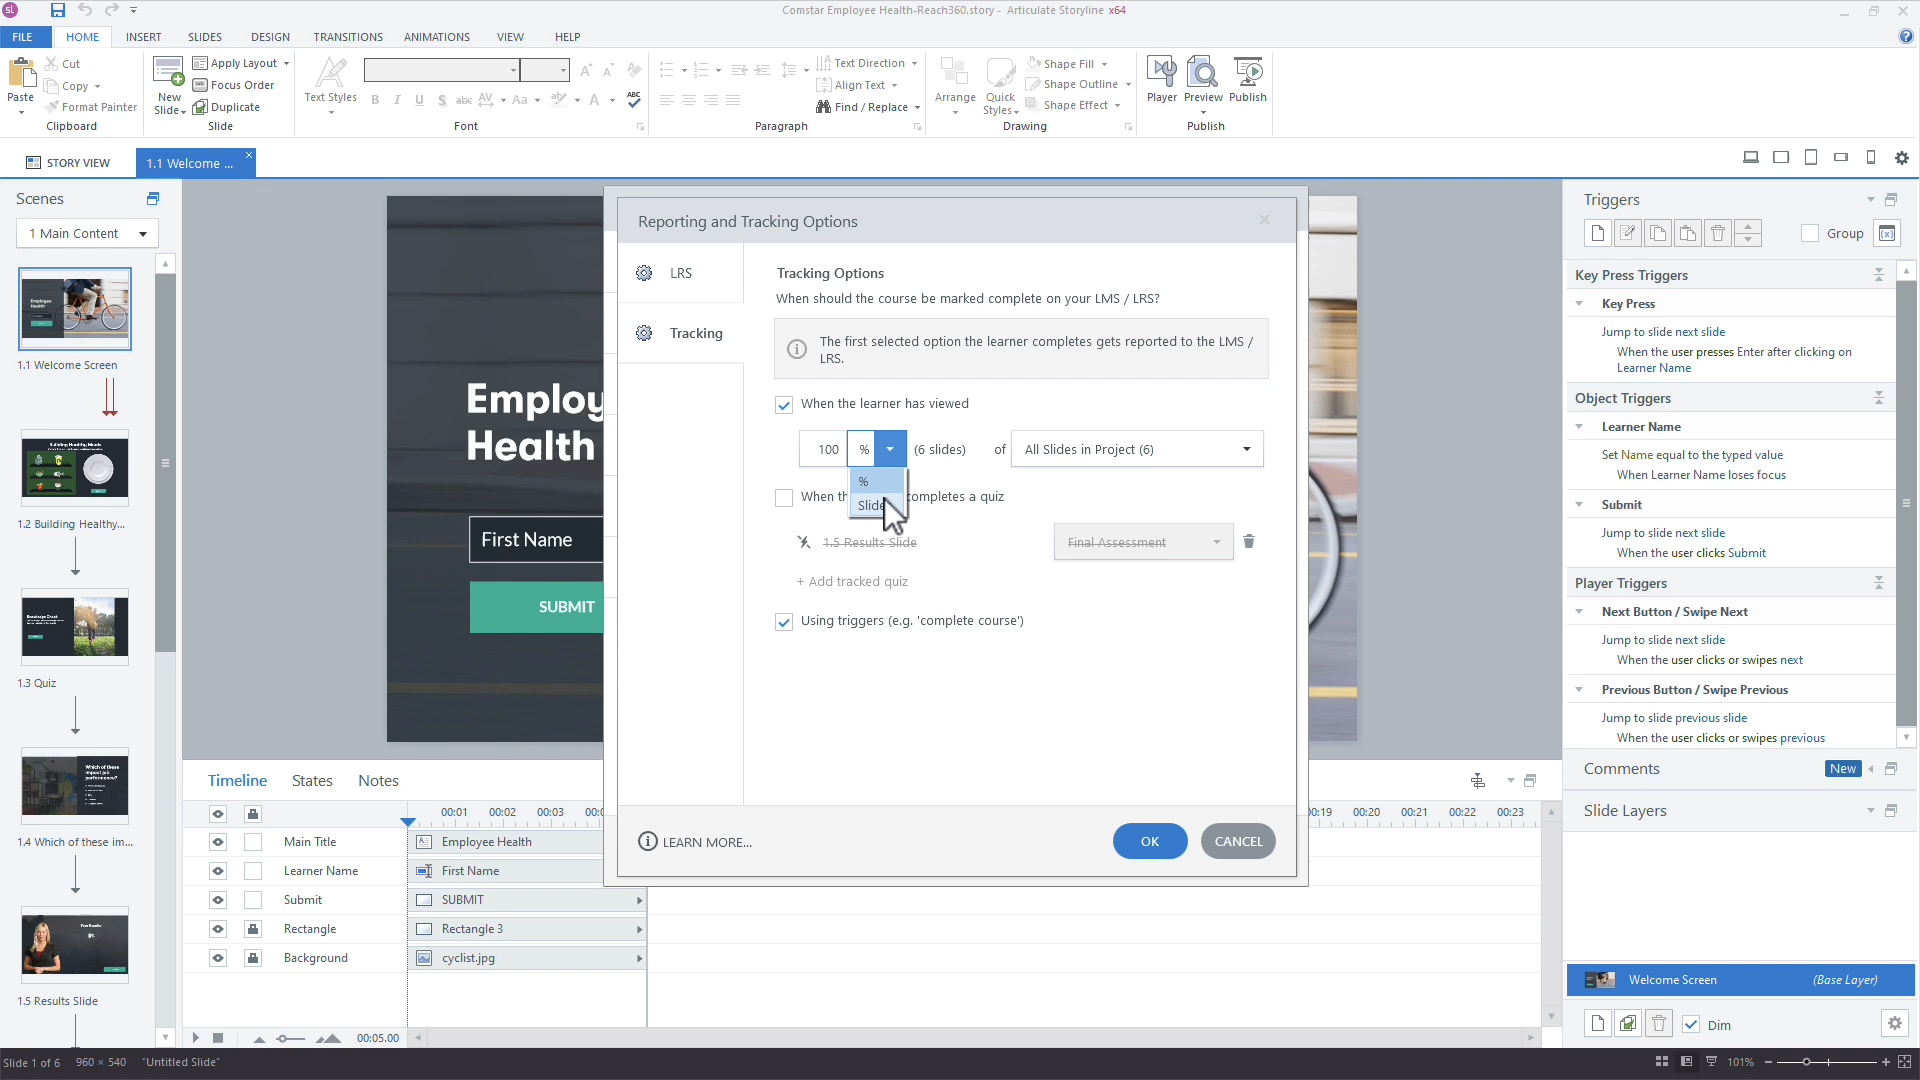 Comstar Employee Health-Reach360.story - Articulate Storyline x64
FILE HOME INSERT SLIDES DESIGN TRANSITIONS ANIMATIONS VIEW HELP
Paste
Cut
Copy
Format Painter
Clipboard
New Slide
Apply Layout
Focus Order
Duplicate
Slide
Text Styles
B I U S abc AV Aa A
ABC
Font
Text Direction
Align Text
Find / Replace
Paragraph
Arrange
Quick Styles
Shape Fill
Shape Outline
Shape Effect
Drawing
Player
Preview
Publish
Publish
STORY VIEW
1.1 Welcome ...
Scenes
1 Main Content
1.1 Welcome Screen
1.2 Building Healthy...
1.3 Quiz
1.4 Which of these im...
1.5 Results Slide
Employ
Health
First Name
SUBMIT
Reporting and Tracking Options
LRS
Tracking
Tracking Options
When should the course be marked complete on your LMS / LRS?
The first selected option the learner completes gets reported to the LMS /
LRS.
When the learner has viewed
100 % (6 slides) of All Slides in Project (6)
%
Slide
When th completes a quiz
1.5 Results Slide Final Assessment
+ Add tracked quiz
Using triggers (e.g. 'complete course')
LEARN MORE...
OK CANCEL
Triggers
Group
Key Press Triggers
Key Press
Jump to slide next slide
When the user presses Enter after clicking on
Learner Name
Object Triggers
Learner Name
Set Name equal to the typed value
When Learner Name loses focus
Submit
Jump to slide next slide
When the user clicks Submit
Player Triggers
Next Button / Swipe Next
Jump to slide next slide
When the user clicks or swipes next
Previous Button / Swipe Previous
Jump to slide previous slide
When the user clicks or swipes previous
Comments New
Slide Layers
Welcome Screen (Base Layer)
Dim
Timeline States Notes
00:01 00:02 00:03 00:19 00:20 00:21 00:22 00:23
Main Title Employee Health
Learner Name First Name
Submit SUBMIT
Rectangle Rectangle 3
Background cyclist.jpg
00:05.00
Slide 1 of 6 960 × 540 "Untitled Slide" 101%